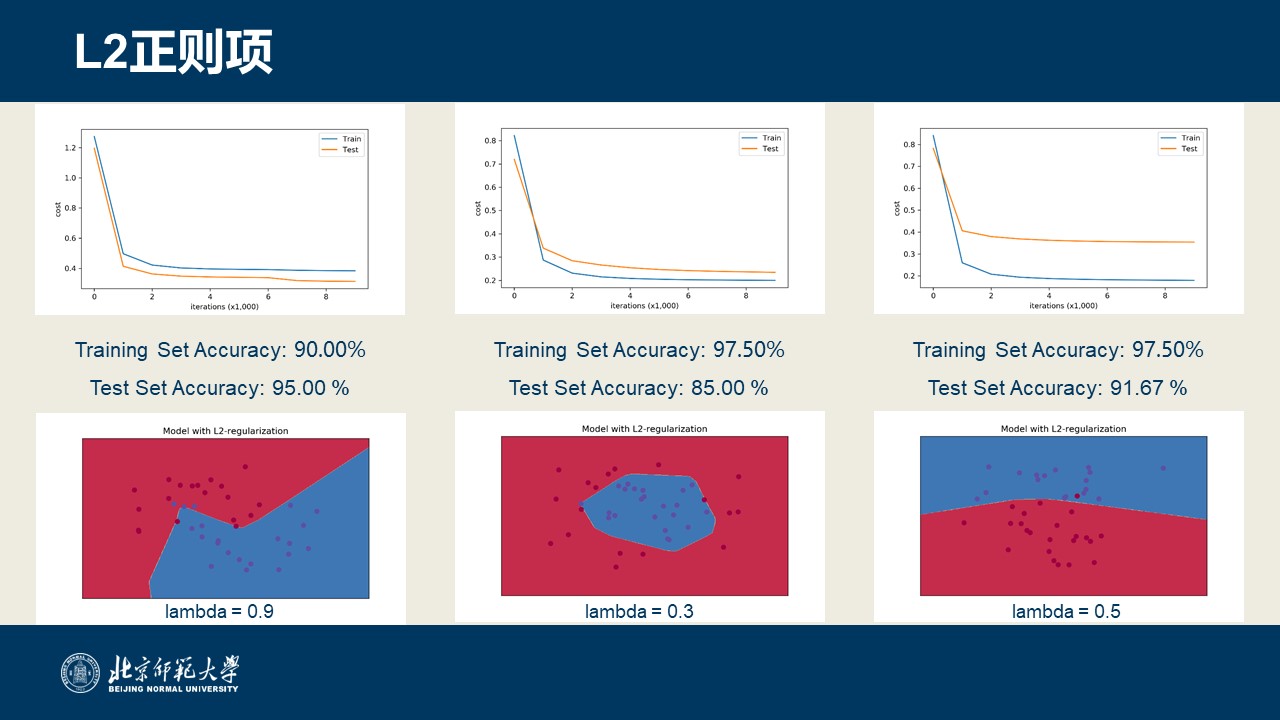 L2正则项
1.2
1.0
0.8
0.6
0.4
cost
0 2 4 6 8
iterations (x1,000)
Train
Test
0.8
0.7
0.6
0.5
0.4
0.3
0.2
cost
0 2 4 6 8
iterations (x1,000)
Train
Test
0.8
0.7
0.6
0.5
0.4
0.3
0.2
cost
0 2 4 6 8
iterations (x1,000)
Train
Test
Training Set Accuracy: 90.00%
Test Set Accuracy: 95.00 %
Training Set Accuracy: 97.50%
Test Set Accuracy: 85.00 %
Training Set Accuracy: 97.50%
Test Set Accuracy: 91.67 %
Model with L2-regularization
lambda = 0.9
Model with L2-regularization
lambda = 0.3
Model with L2-regularization
lambda = 0.5
北京师范大学
BEIJING NORMAL UNIVERSITY